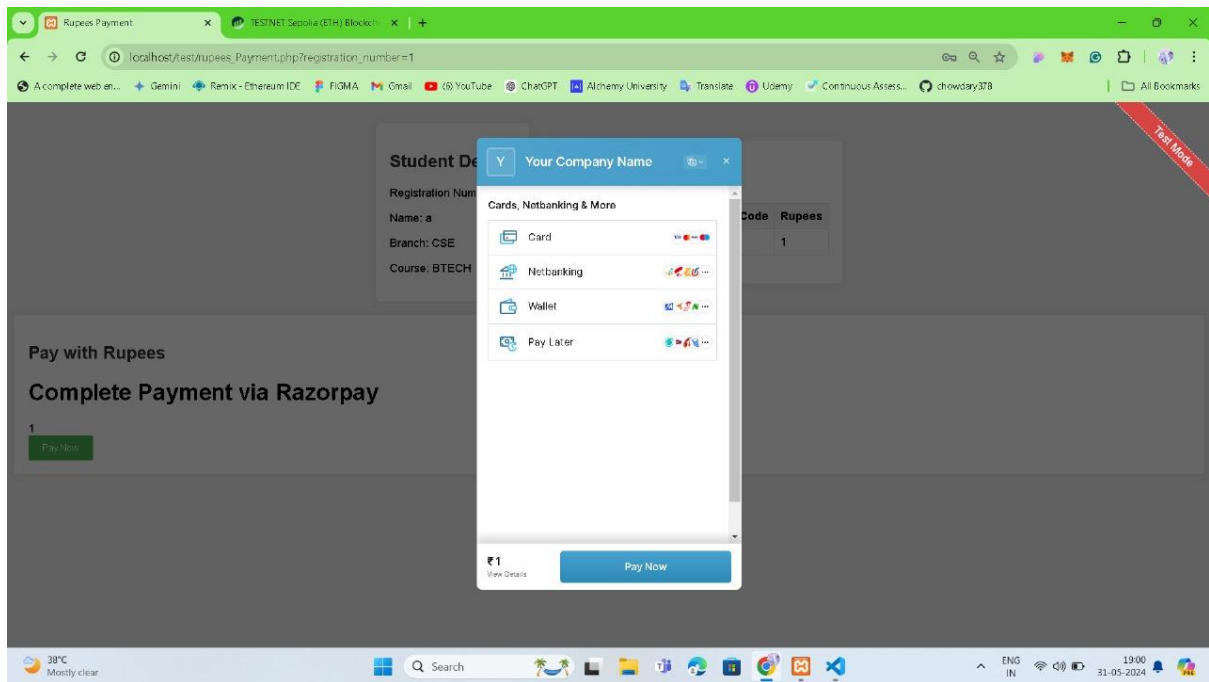 Rupees Payment
TESTNET Sepolia (ETH) Blockch
localhost/test/rupees_Payment.php?registration_number=1
A complete web en...
Gemini
Remix - Ethereum IDE
FIGMA
Gmail
(6) YouTube
ChatGPT
Alchemy University
Translate
Udemy
Continuous Assess...
chowdary378
All Bookmarks
Test Mode
Student De
Registration Num
Name: a
Branch: CSE
Course: BTECH
Code Rupees
1
Y Your Company Name
Cards, Netbanking & More
Card
Netbanking
Wallet
Pay Later
₹1
View Details
Pay Now
Pay with Rupees
Complete Payment via Razorpay
1
Pay Now
38°C
Mostly clear
Search
ENG
IN
19:00
31-05-2024